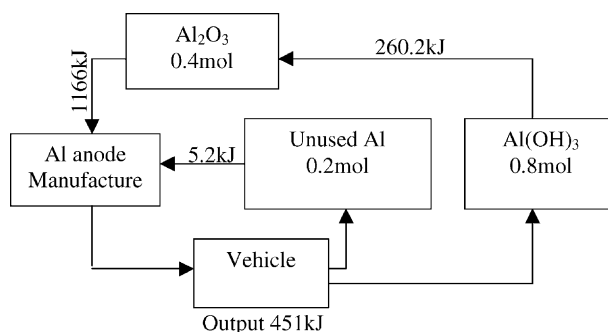 Al₂O₃
0.4mol
260.2kJ
1166kJ
Al anode
Manufacture
5.2kJ
Unused Al
0.2mol
Al(OH)₃
0.8mol
Vehicle
Output 451kJ